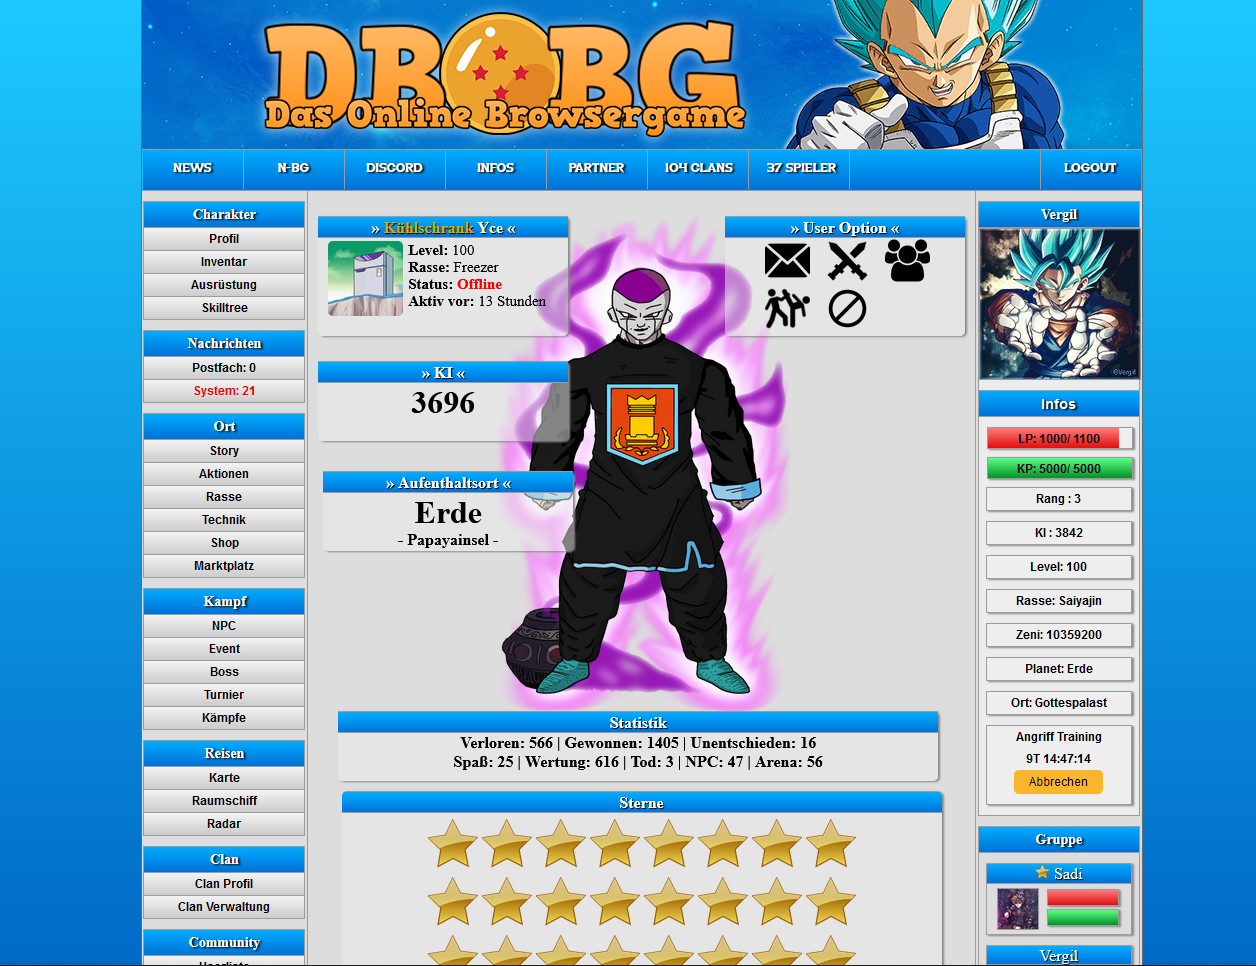 DB BG
Das Online Browsergame
NEWS
N-BG
DISCORD
INFOS
PARTNER
104 CLANS
37 SPIELER
LOGOUT
Charakter
Profil
Inventar
Ausrüstung
Skilltree
Nachrichten
Postfach: 0
System: 21
Ort
Story
Aktionen
Rasse
Technik
Shop
Marktplatz
Kampf
NPC
Event
Boss
Turnier
Kämpfe
Reisen
Karte
Raumschiff
Radar
Clan
Clan Profil
Clan Verwaltung
Community
» Kühlschrank Yce «
Level: 100
Rasse: Freezer
Status: Offline
Aktiv vor: 13 Stunden
» User Option «
» KI «
3696
» Aufenthaltsort «
Erde
- Papayainsel -
Statistik
Verloren: 566 | Gewonnen: 1405 | Unentschieden: 16
Spaß: 25 | Wertung: 616 | Tod: 3 | NPC: 47 | Arena: 56
Sterne
Vergil
©Vergil
Infos
LP: 1000/ 1100
KP: 5000/ 5000
Rang : 3
KI : 3842
Level: 100
Rasse: Saiyajin
Zeni: 10359200
Planet: Erde
Ort: Gottespalast
Angriff Training
9T 14:47:14
Abbrechen
Gruppe
Sadi
Vergil